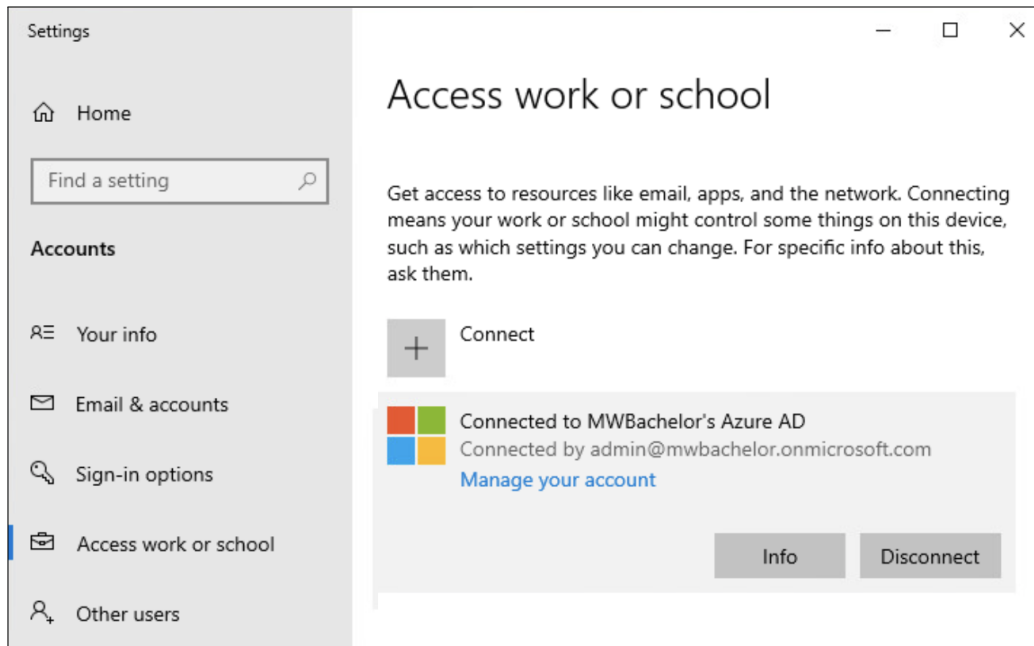 Settings
Home
Find a setting
Accounts
Your info
Email & accounts
Sign-in options
Access work or school
Other users
Access work or school
Get access to resources like email, apps, and the network. Connecting
means your work or school might control some things on this device,
such as which settings you can change. For specific info about this,
ask them.
Connect
Connected to MWBachelor's Azure AD
Connected by admin@mwbachelor.onmicrosoft.com
Manage your account
Info
Disconnect